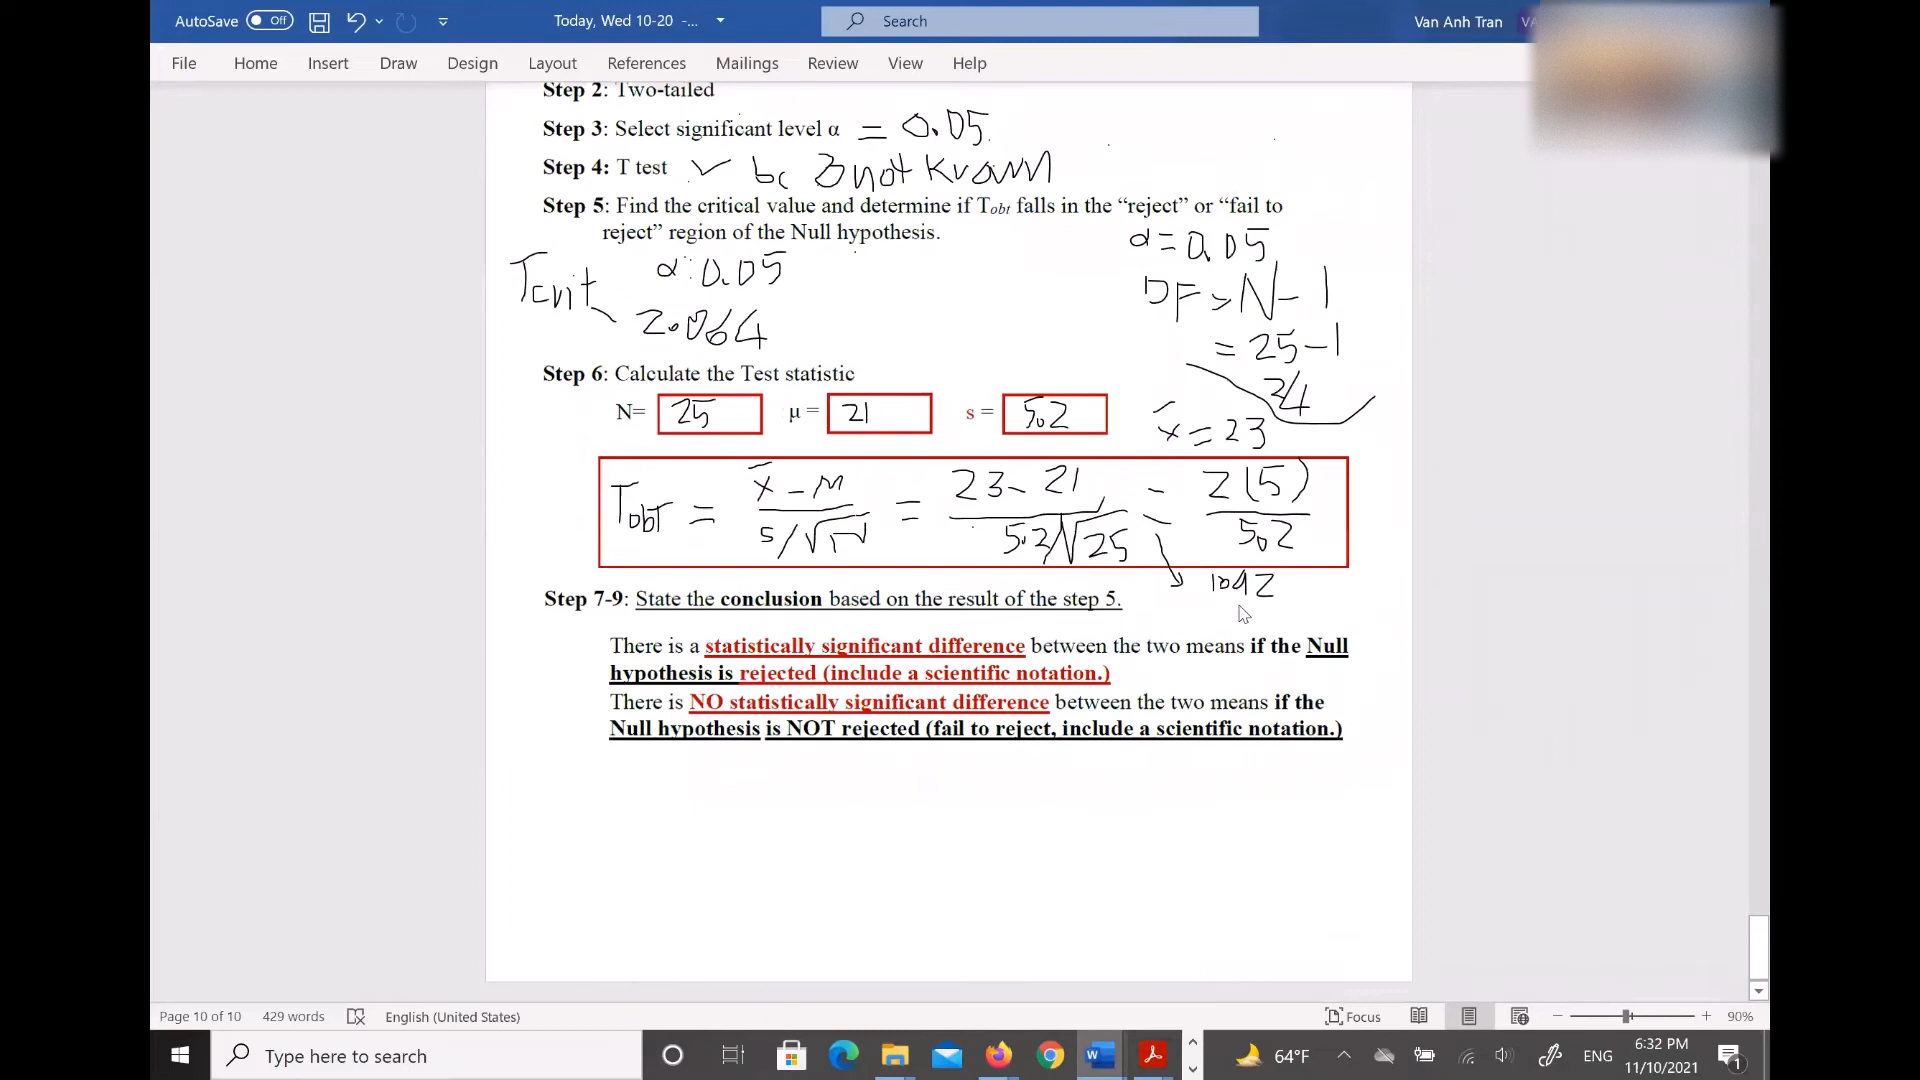 AutoSave Off Today, Wed 10-20 -... Search Van Anh Tran VA
File Home Insert Draw Design Layout References Mailings Review View Help
Step 2: Two-tailed
Step 3: Select significant level α = 0.05
Step 4: T test ✓ bc not known
Step 5: Find the critical value and determine if Tobt falls in the “reject” or “fail to
reject” region of the Null hypothesis.
α = 0.05
DF = N - 1
= 25 - 1
24
Tcrit α: 0.05
2.064
Step 6: Calculate the Test statistic
N= 25 μ = 21 s = 5.2
x̄ = 23
Tobt = x̄ - μ / s/√N = 23 - 21 / 5.2/√25 = 2(5) / 5.2
→ 1.92
Step 7-9: State the conclusion based on the result of the step 5.
There is a statistically significant difference between the two means if the Null
hypothesis is rejected (include a scientific notation.)
There is NO statistically significant difference between the two means if the
Null hypothesis is NOT rejected (fail to reject, include a scientific notation.)
Page 10 of 10 429 words English (United States) Focus 90%
Type here to search 64°F ENG 6:32 PM
11/10/2021 1